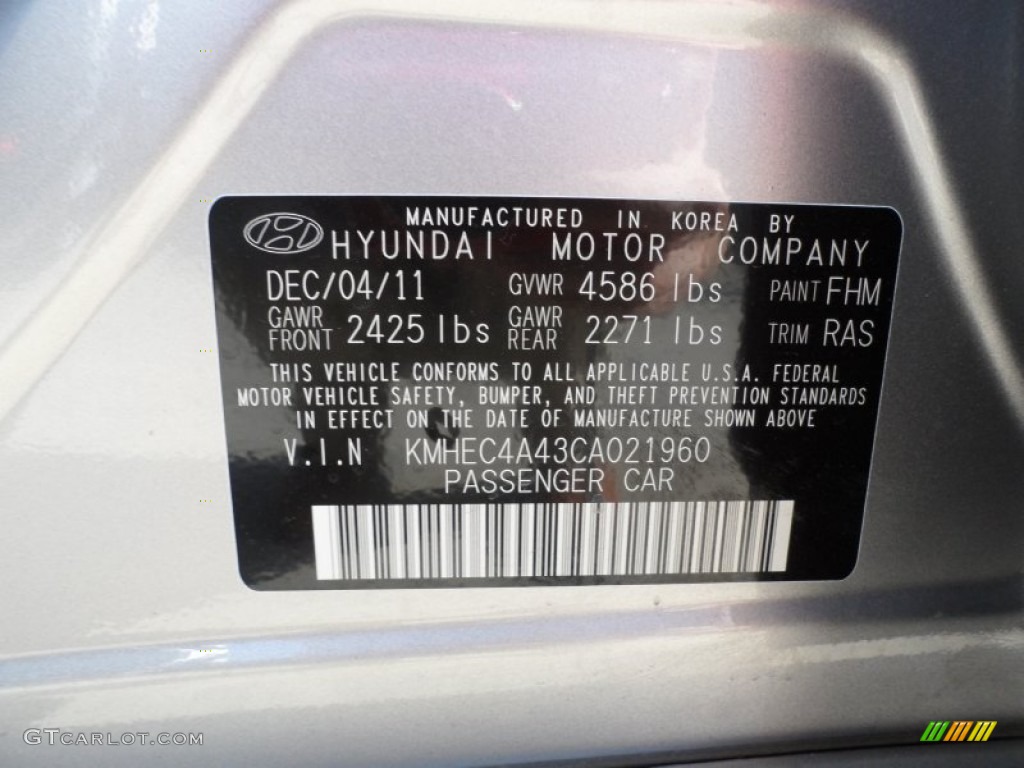 MANUFACTURED IN KOREA BY
HYUNDAI MOTOR COMPANY
DEC/04/11 GVWR 4586 lbs PAINT FHM
GAWR FRONT 2425 lbs GAWR REAR 2271 lbs TRIM RAS
THIS VEHICLE CONFORMS TO ALL APPLICABLE U.S.A. FEDERAL
MOTOR VEHICLE SAFETY, BUMPER, AND THEFT PREVENTION STANDARDS
IN EFFECT ON THE DATE OF MANUFACTURE SHOWN ABOVE
V.I.N KMHEC4A43CA021960
PASSENGER CAR
GTCARLOT.COM